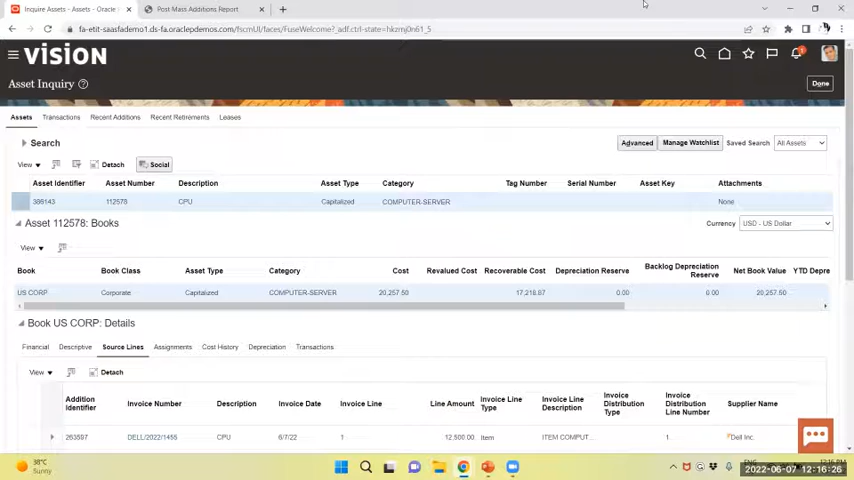 Inquire Assets - Assets - Oracle
Post Mass Additions Report
fa-etit-saasfademo1.ds-fa.oraclepdemos.com/fscmUI/faces/FuseWelcome?_adf.ctrl-state=hkzmj0n61_5
VISION
Asset Inquiry
Done
Assets Transactions Recent Additions Recent Retirements Leases
Search Advanced Manage Watchlist Saved Search All Assets
View Detach Social
Asset Identifier Asset Number Description Asset Type Category Tag Number Serial Number Asset Key Attachments
386143 112578 CPU Capitalized COMPUTER-SERVER None
Asset 112578: Books Currency USD - US Dollar
View
Book Book Class Asset Type Category Cost Revalued Cost Recoverable Cost Depreciation Reserve Backlog Depreciation Reserve Net Book Value YTD Depre
US CORP Corporate Capitalized COMPUTER-SERVER 20,257.50 17,218.87 0.00 0.00 20,257.50
Book US CORP: Details
Financial Descriptive Source Lines Assignments Cost History Depreciation Transactions
View Detach
Addition Identifier Invoice Number Description Invoice Date Invoice Line Line Amount Invoice Line Type Invoice Line Description Invoice Distribution Type Invoice Distribution Line Number Supplier Name
263597 DELL/2022/1455 CPU 6/7/22 1 12,500.00 Item ITEM COMPUT... 1 Dell Inc.
38°C
Sunny
2022-06-07 12:16:26